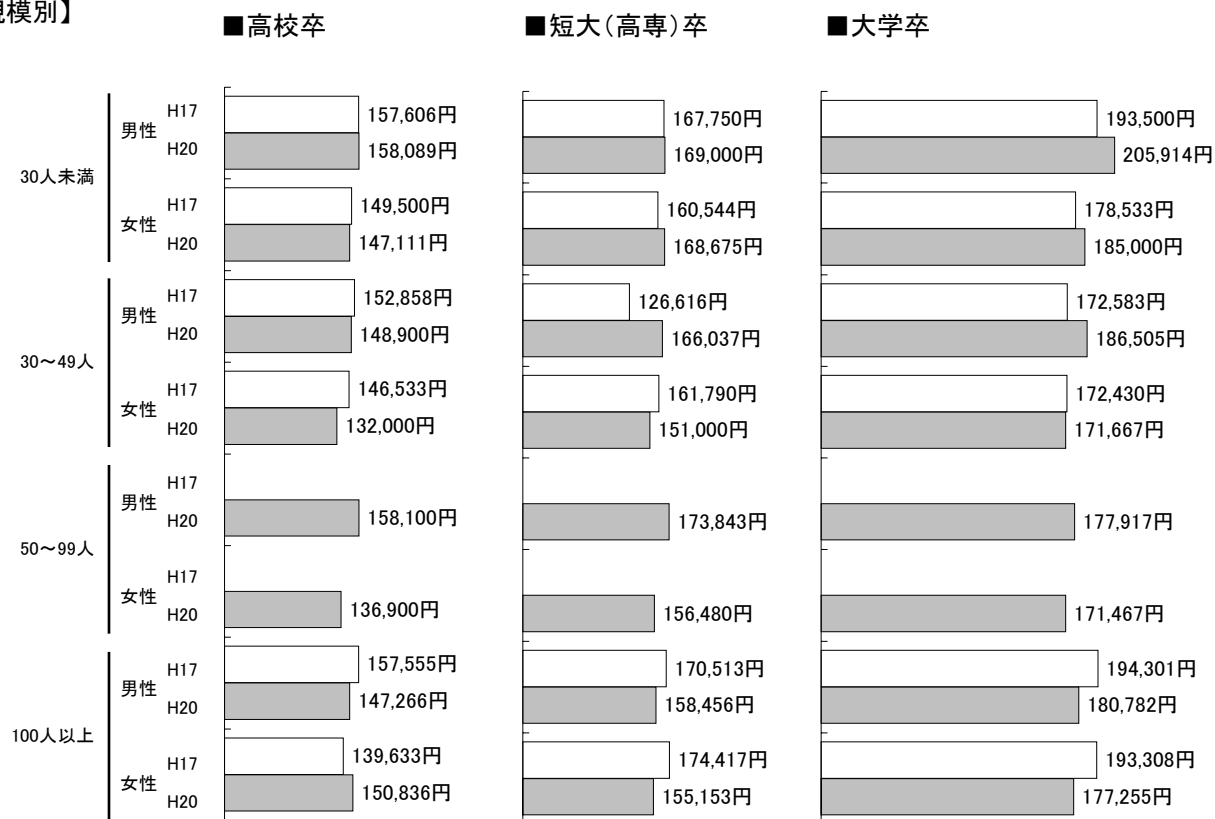 規模別】
■高校卒 ■短大(高専)卒 ■大学卒
30人未満
男性 H17 157,606円 167,750円 193,500円
H20 158,089円 169,000円 205,914円
女性 H17 149,500円 160,544円 178,533円
H20 147,111円 168,675円 185,000円
30～49人
男性 H17 152,858円 126,616円 172,583円
H20 148,900円 166,037円 186,505円
女性 H17 146,533円 161,790円 172,430円
H20 132,000円 151,000円 171,667円
50～99人
男性 H17
H20 158,100円 173,843円 177,917円
女性 H17
H20 136,900円 156,480円 171,467円
100人以上
男性 H17 157,555円 170,513円 194,301円
H20 147,266円 158,456円 180,782円
女性 H17 139,633円 174,417円 193,308円
H20 150,836円 155,153円 177,255円